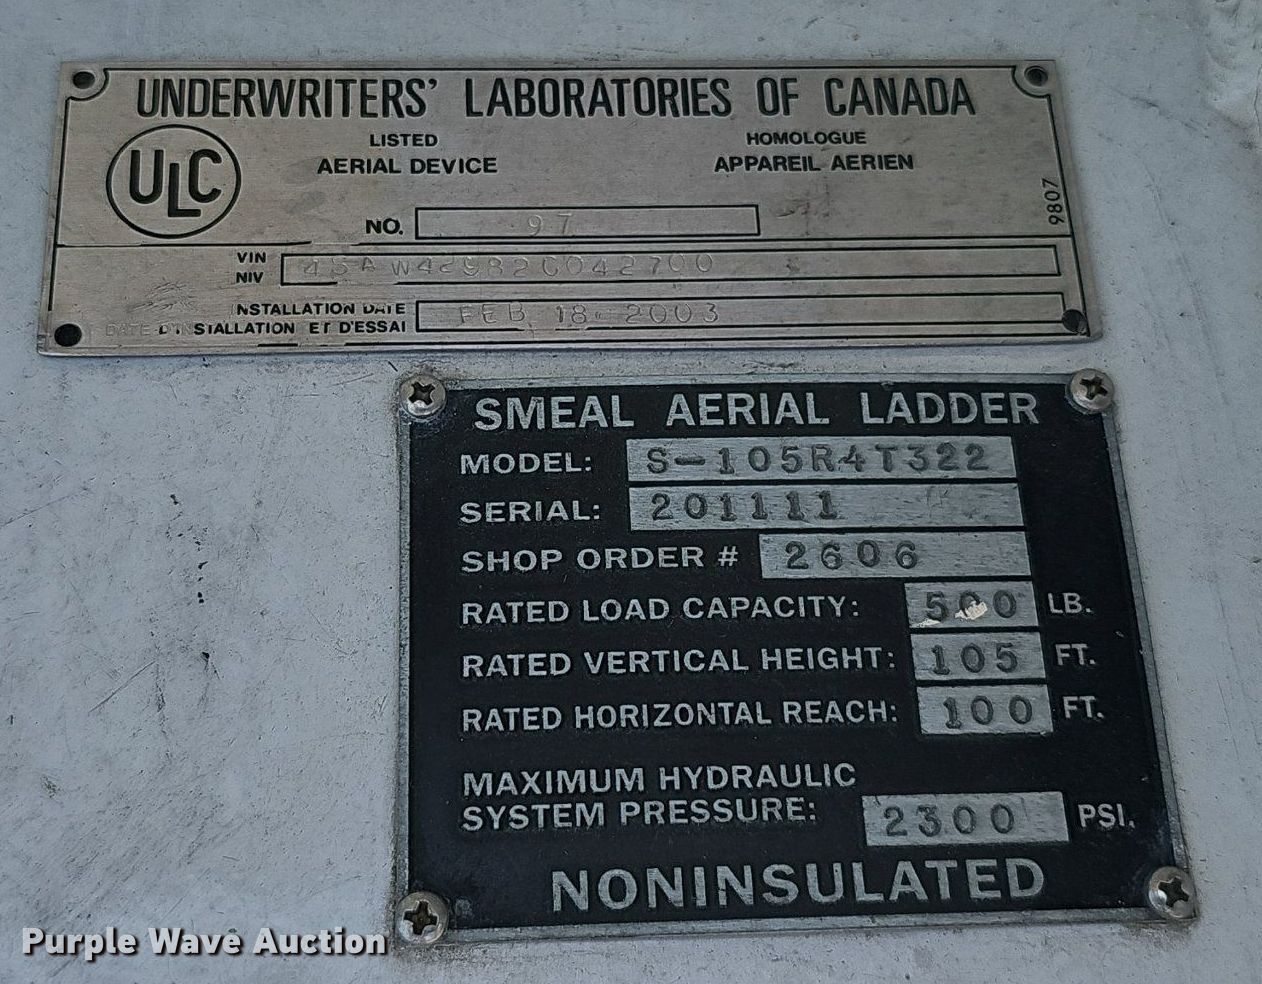 UNDERWRITERS' LABORATORIES OF CANADA
ULC
LISTED
AERIAL DEVICE
HOMOLOGUE
APPAREIL AERIEN
9807
NO. 97
VIN
NIV
INSTALLATION DATE
DATE D'INSTALLATION ET D'ESSAI
FEB 18 2003
SMEAL AERIAL LADDER
MODEL: S-105R4T322
SERIAL: 201111
SHOP ORDER # 2606
RATED LOAD CAPACITY: 500 LB.
RATED VERTICAL HEIGHT: 105 FT.
RATED HORIZONTAL REACH: 100 FT.
MAXIMUM HYDRAULIC
SYSTEM PRESSURE: 2300 PSI.
NONINSULATED
Purple Wave Auction